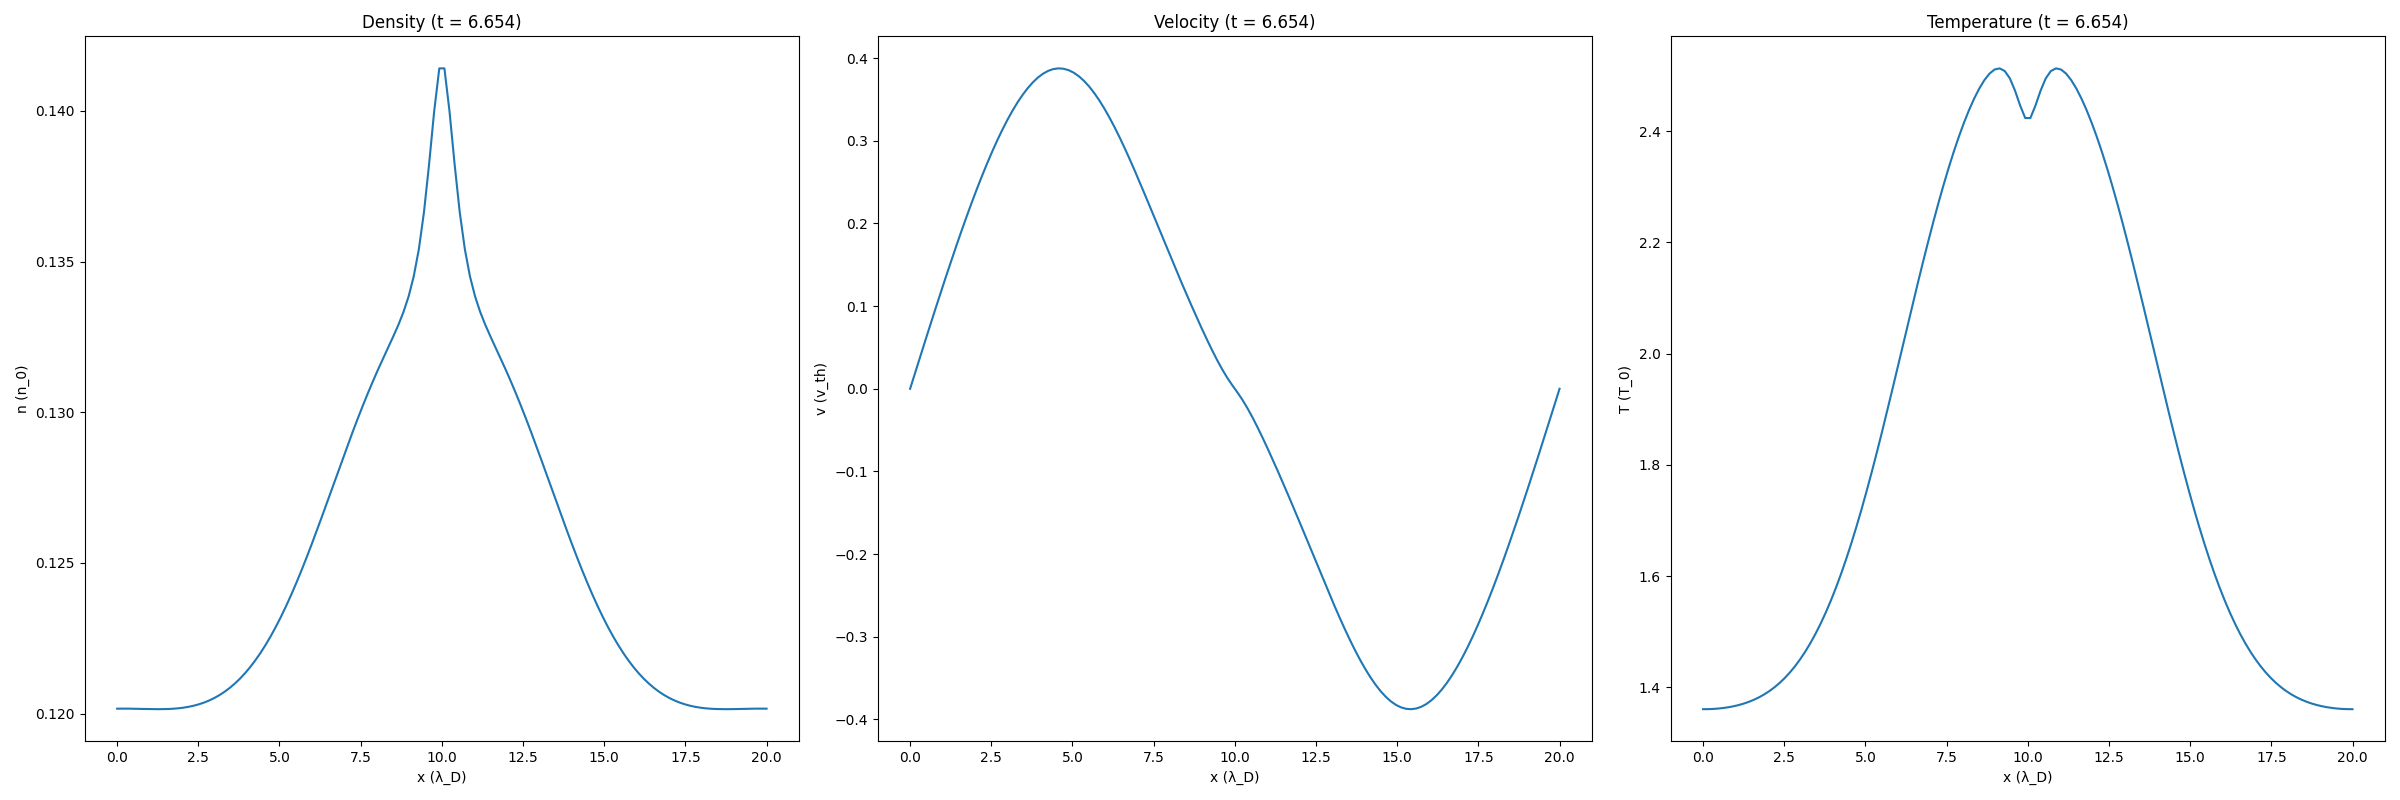 Density (t = 6.654)
n (n_0)
0.140
0.135
0.130
0.125
0.120
0.0 2.5 5.0 7.5 10.0 12.5 15.0 17.5 20.0
x (λ_D)
Velocity (t = 6.654)
v (v_th)
0.4
0.3
0.2
0.1
0.0
−0.1
−0.2
−0.3
−0.4
0.0 2.5 5.0 7.5 10.0 12.5 15.0 17.5 20.0
x (λ_D)
Temperature (t = 6.654)
T (T_0)
2.4
2.2
2.0
1.8
1.6
1.4
0.0 2.5 5.0 7.5 10.0 12.5 15.0 17.5 20.0
x (λ_D)